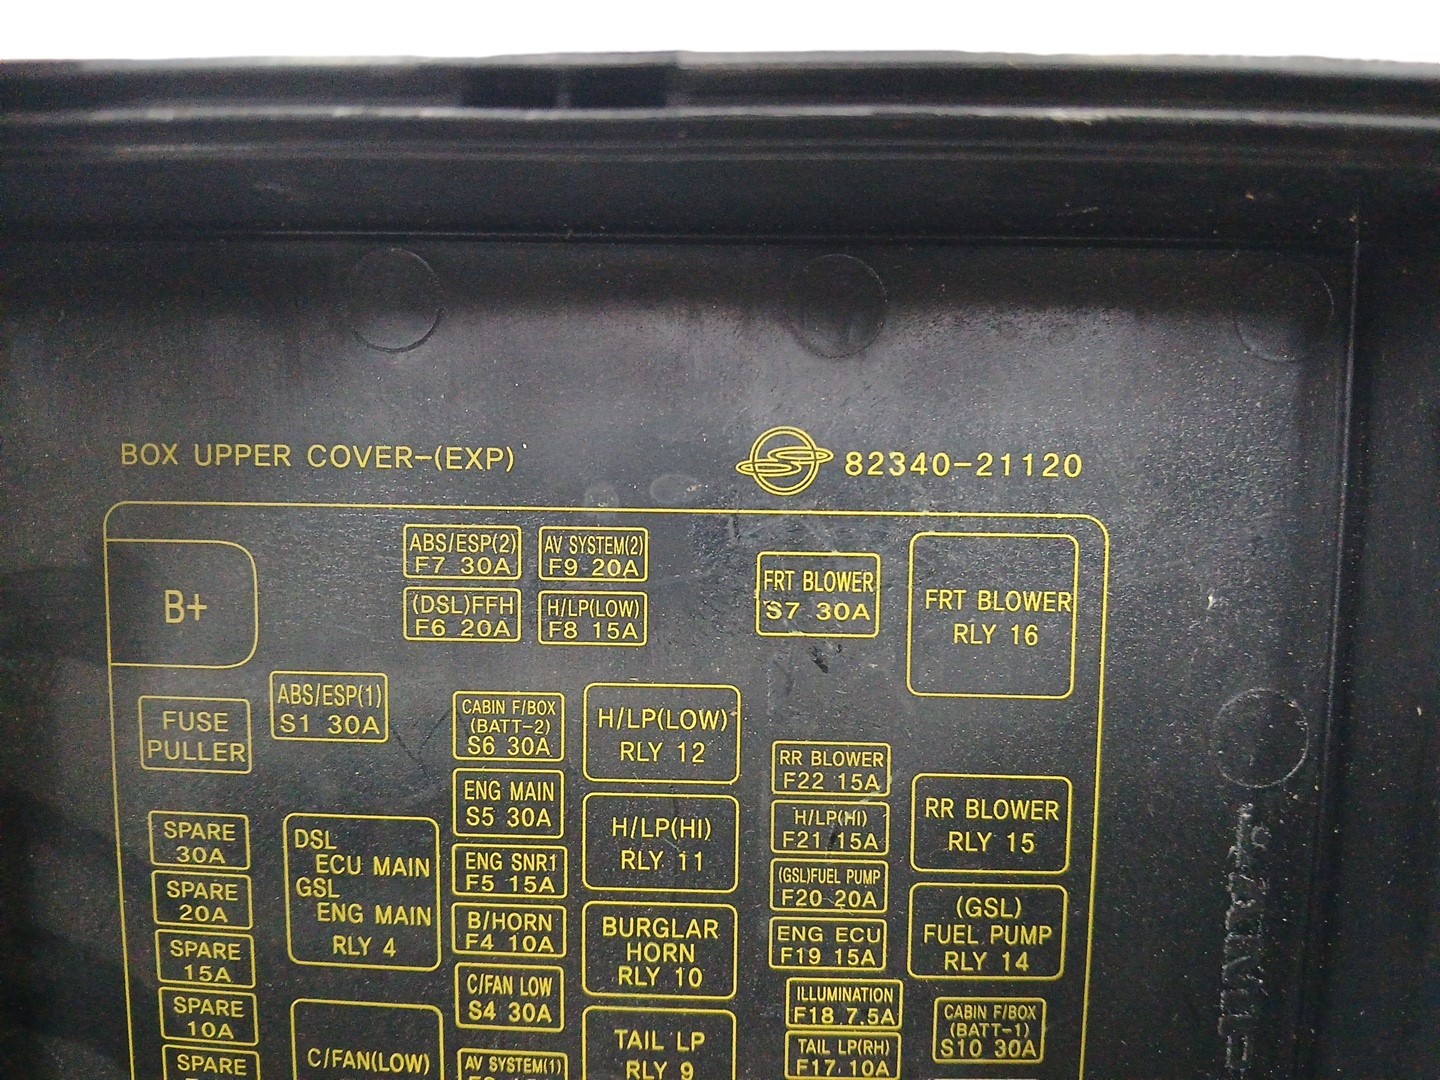 BOX UPPER COVER-(EXP)
82340-21120
B+
ABS/ESP(2)
F7 30A
AV SYSTEM(2)
F9 20A
(DSL)FFH
F6 20A
H/LP(LOW)
F8 15A
FRT BLOWER
S7 30A
FRT BLOWER
RLY 16
FUSE
PULLER
ABS/ESP(1)
S1 30A
CABIN F/BOX
(BATT-2)
S6 30A
H/LP(LOW)
RLY 12
RR BLOWER
F22 15A
RR BLOWER
RLY 15
ENG MAIN
S5 30A
H/LP(HI)
RLY 11
H/LP(HI)
F21 15A
SPARE
30A
DSL
ECU MAIN
GSL
ENG MAIN
RLY 4
ENG SNR1
F5 15A
(GSL)FUEL PUMP
F20 20A
(GSL)
FUEL PUMP
RLY 14
SPARE
20A
B/HORN
F4 10A
BURGLAR
HORN
RLY 10
ENG ECU
F19 15A
SPARE
15A
C/FAN LOW
S4 30A
ILLUMINATION
F18 7.5A
CABIN F/BOX
(BATT-1)
S10 30A
SPARE
10A
C/FAN(LOW)
AV SYSTEM(1)
TAIL LP
RLY 9
TAIL LP(RH)
F17 10A
SPARE